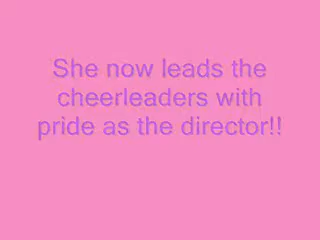 She now leads the
cheerleaders with
pride as the director!!